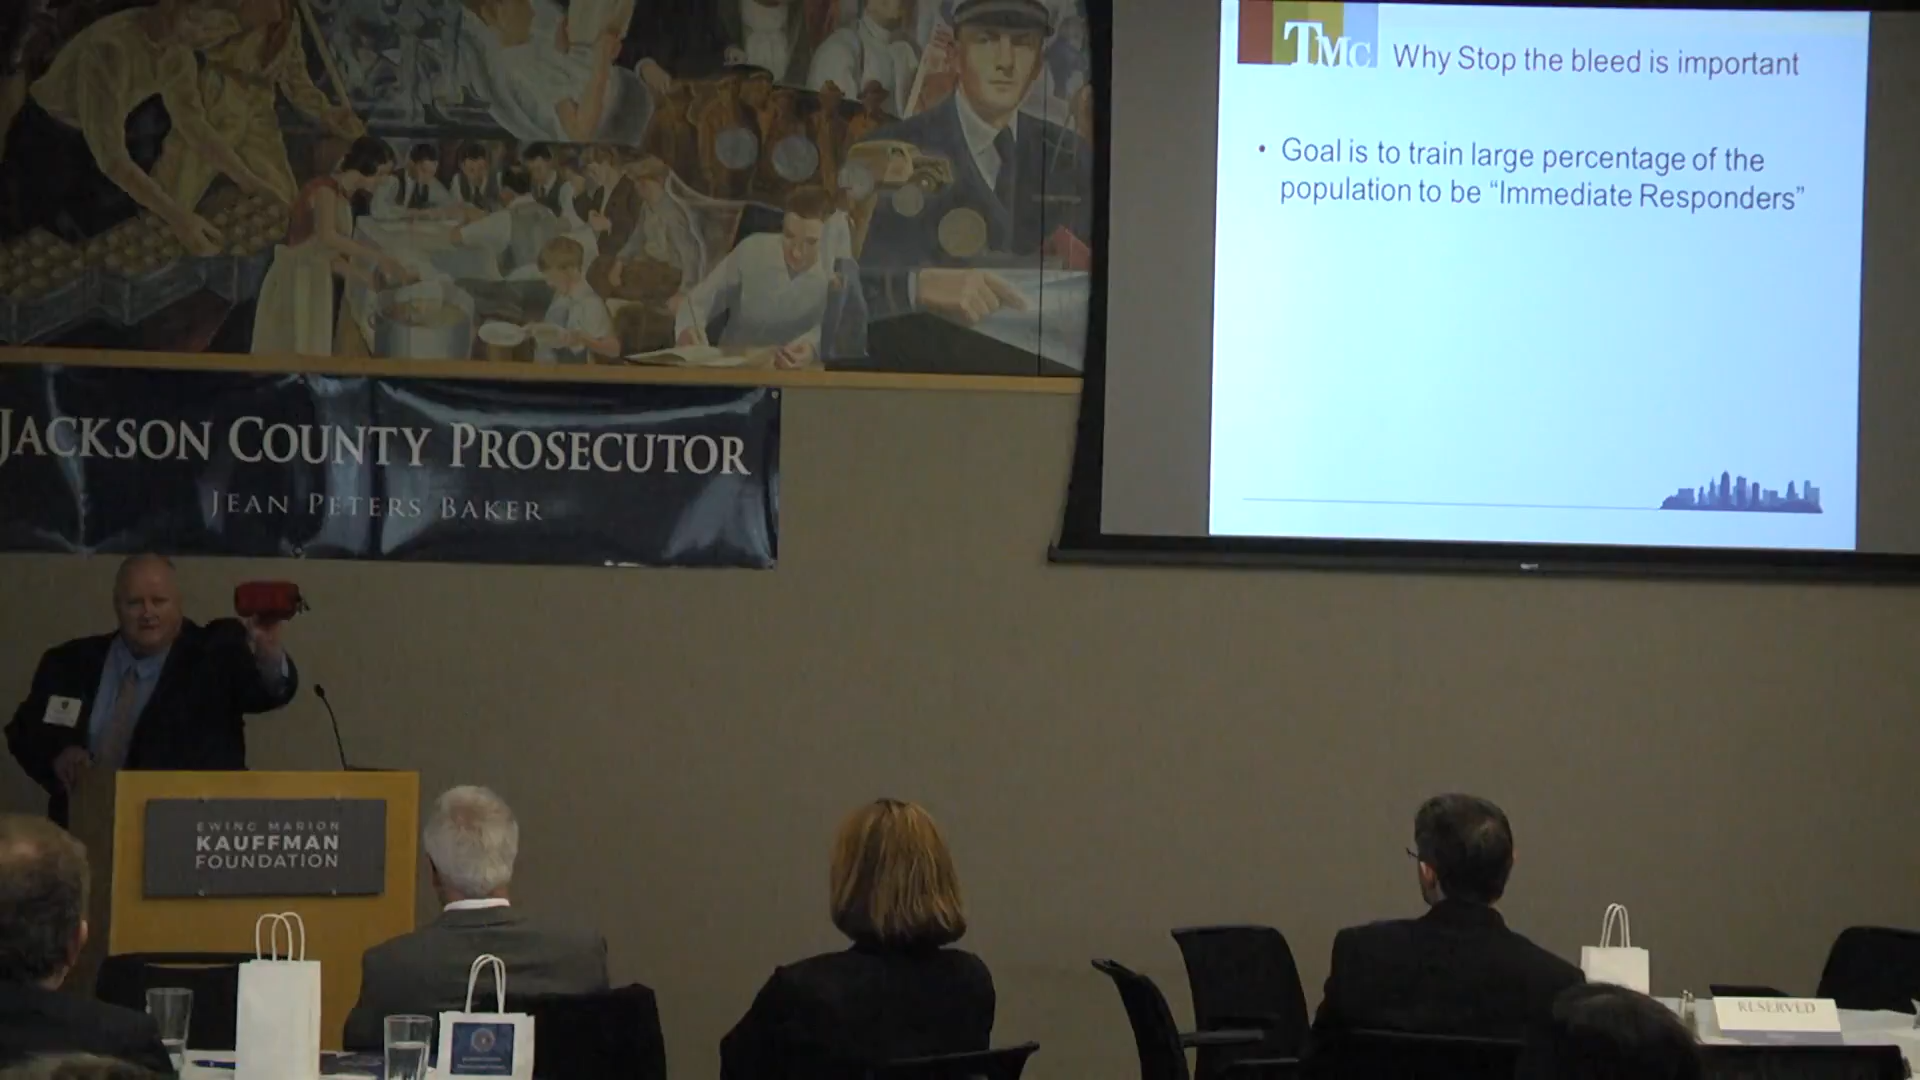 TMC
Why Stop the bleed is important
• Goal is to train large percentage of the
population to be “Immediate Responders”
JACKSON COUNTY PROSECUTOR
JEAN PETERS BAKER
EWING MARION
KAUFFMAN
FOUNDATION
RESERVED